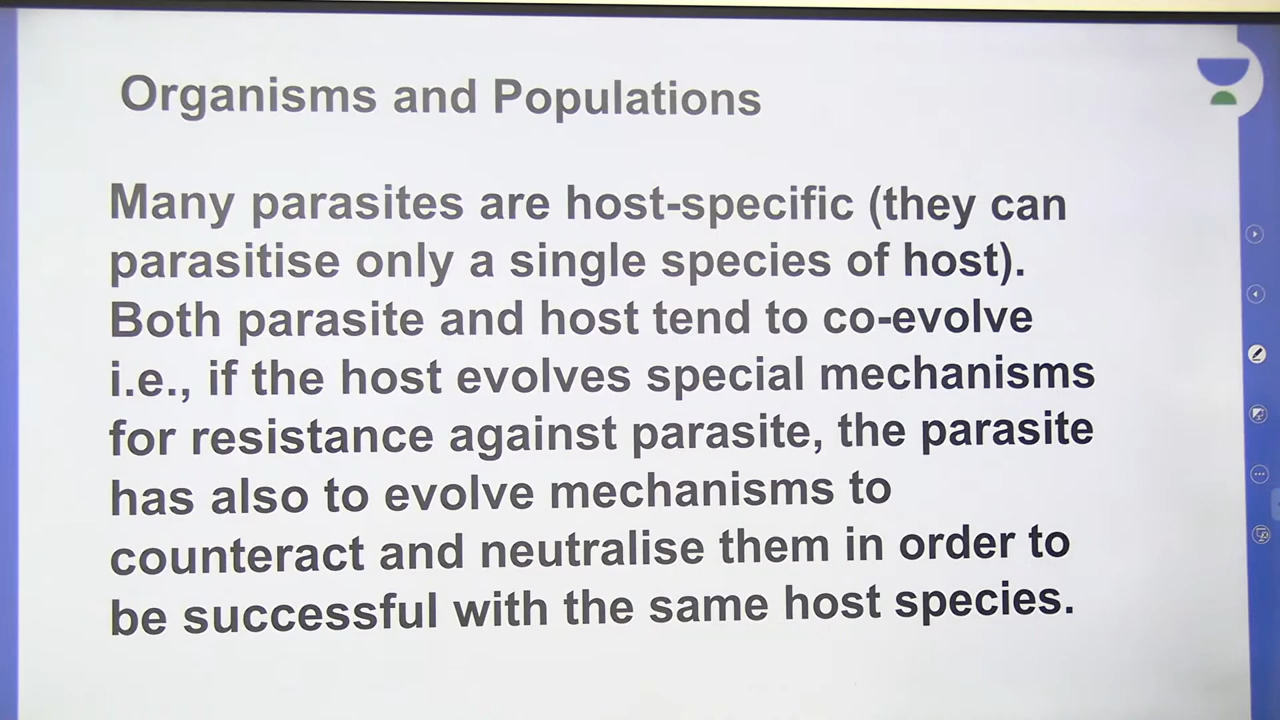 Organisms and Populations
Many parasites are host-specific (they can
parasitise only a single species of host).
Both parasite and host tend to co-evolve
i.e., if the host evolves special mechanisms
for resistance against parasite, the parasite
has also to evolve mechanisms to
counteract and neutralise them in order to
be successful with the same host species.